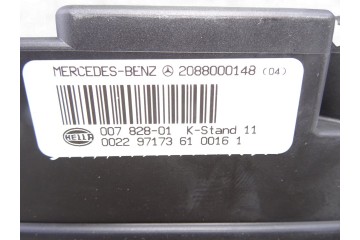 MERCEDES-BENZ 2088000148 (04)
HELLA 007 828-01 K-Stand 11
0022 97173 61 0016 1